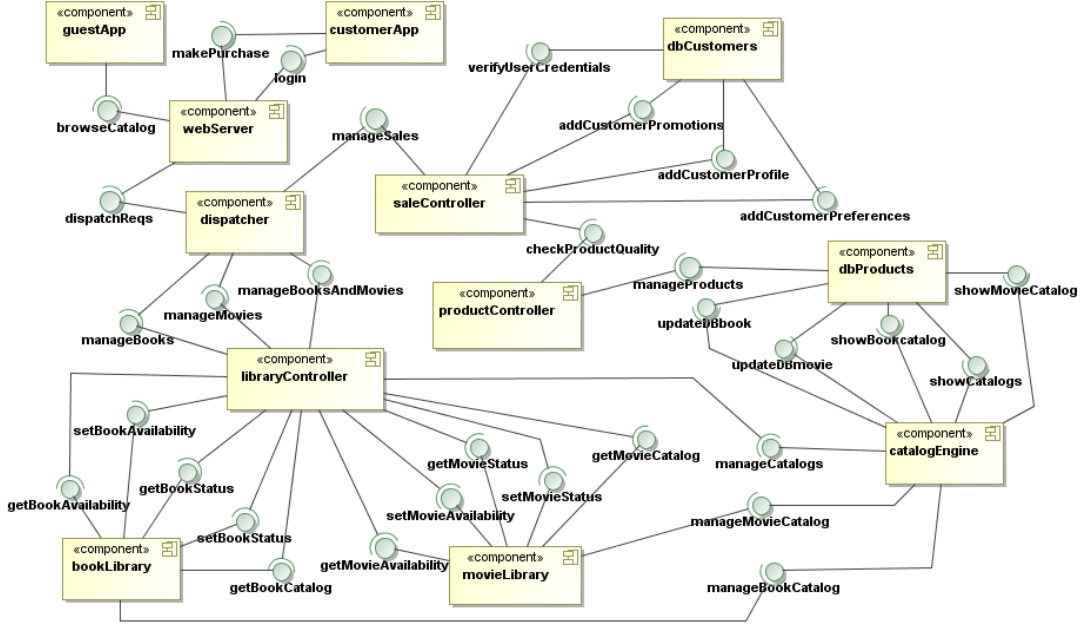 «component»
guestApp
«component»
customerApp
makePurchase
login
«component»
dbCustomers
verifyUserCredentials
«component»
webServer
browseCatalog
manageSales
addCustomerPromotions
addCustomerProfile
«component»
saleController
«component»
dispatcher
dispatchReqs
addCustomerPreferences
checkProductQuality
«component»
dbProducts
manageBooksAndMovies
manageProducts
showMovieCatalog
«component»
productController
manageMovies
manageBooks
updateDBbook
showBookcatalog
updateDBmovie
showCatalogs
«component»
libraryController
setBookAvailability
getBookStatus
getBookAvailability
setBookStatus
getBookCatalog
getMovieStatus
getMovieCatalog
setMovieStatus
setMovieAvailability
getMovieAvailability
manageCatalogs
«component»
catalogEngine
manageMovieCatalog
«component»
bookLibrary
«component»
movieLibrary
manageBookCatalog